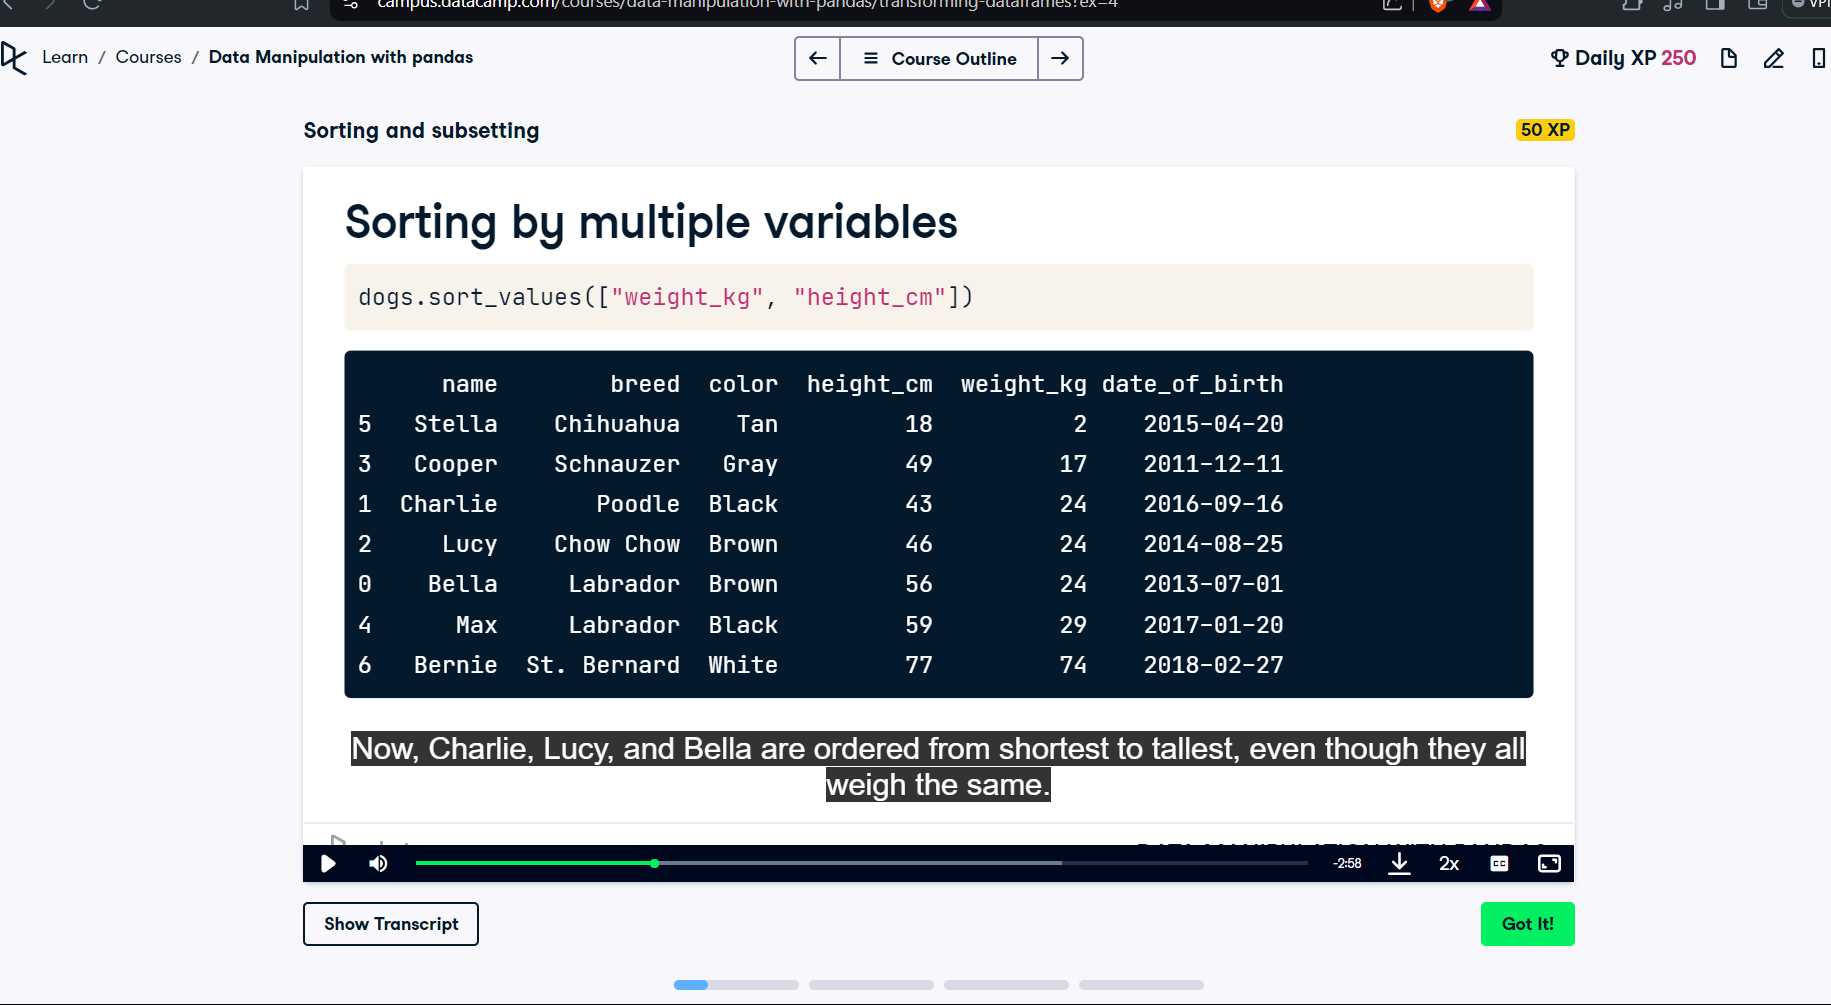 campus.datacamp.com/courses/data-manipulation-with-pandas/transforming-dataframes?ex=4
VPN
Learn / Courses / Data Manipulation with pandas
Course Outline
Daily XP 250
Sorting and subsetting
50 XP
Sorting by multiple variables
dogs.sort_values(["weight_kg", "height_cm"])
name breed color height_cm weight_kg date_of_birth
5 Stella Chihuahua Tan 18 2 2015-04-20
3 Cooper Schnauzer Gray 49 17 2011-12-11
1 Charlie Poodle Black 43 24 2016-09-16
2 Lucy Chow Chow Brown 46 24 2014-08-25
0 Bella Labrador Brown 56 24 2013-07-01
4 Max Labrador Black 59 29 2017-01-20
6 Bernie St. Bernard White 77 74 2018-02-27
Now, Charlie, Lucy, and Bella are ordered from shortest to tallest, even though they all
weigh the same.
DATA MANIPULATION WITH PANDAS
-2:58
2x
CC
Show Transcript
Got It!